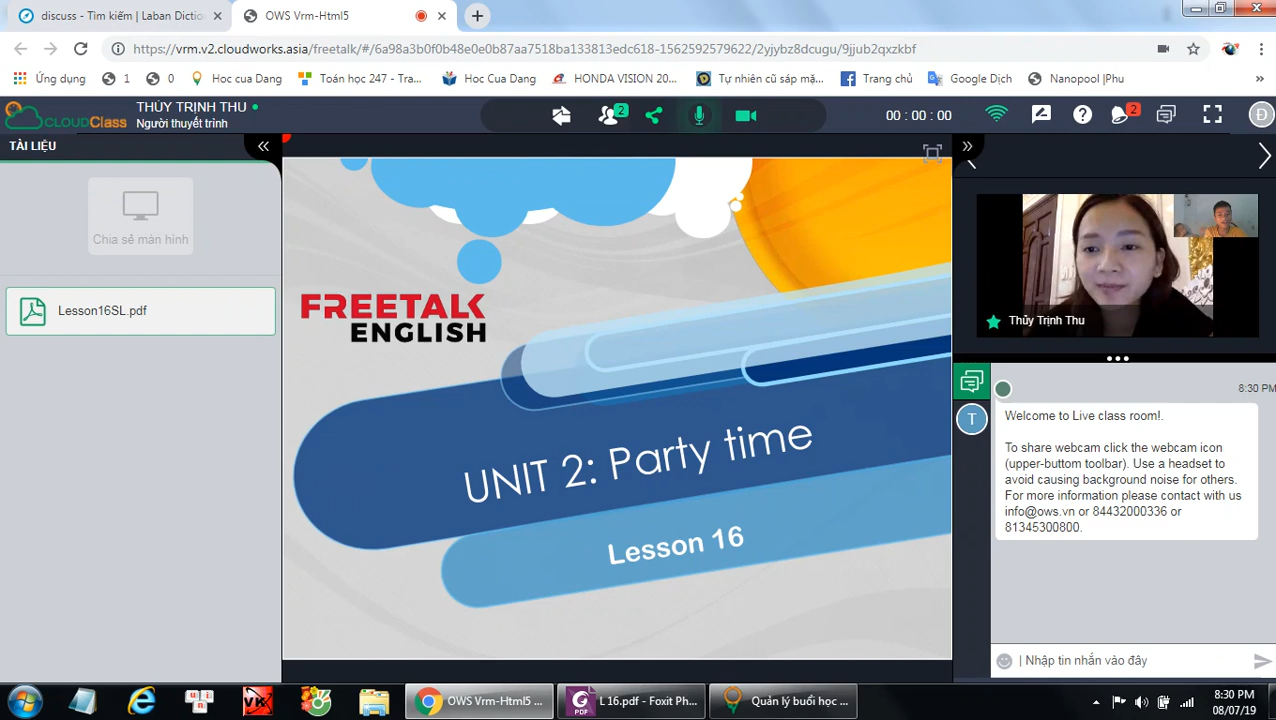 discuss - Tìm kiếm | Laban Dictio
OWS Vrm-Html5
https://vrm.v2.cloudworks.asia/freetalk/#/6a98a3b0f0b48e0e0b87aa7518ba133813edc618-1562592579622/2yjybz8dcugu/9jjub2qxzkbf
Ứng dụng
1
0
Hoc cua Dang
Toán học 247 - Tra...
Học Cua Dang
HONDA VISION 20...
Tự nhiên cũ sáp mặ...
Trang chủ
Google Dịch
Nanopool |Phu
»
CLOUDClass
THỦY TRỊNH THU
Người thuyết trình
2
00 : 00 : 00
2
Đ
TÀI LIỆU
Chia sẻ màn hình
Lesson16SL.pdf
FREETALK
ENGLISH
UNIT 2: Party time
Lesson 16
Thủy Trịnh Thu
8:30 PM
T
Welcome to Live class room!.
To share webcam click the webcam icon
(upper-buttom toolbar). Use a headset to
avoid causing background noise for others.
For more information please contact with us
info@ows.vn or 84432000336 or
81345300800.
Nhập tin nhắn vào đây
OWS Vrm-Html5 ...
L 16.pdf - Foxit Ph...
Quản lý buổi học ...
8:30 PM
08/07/19